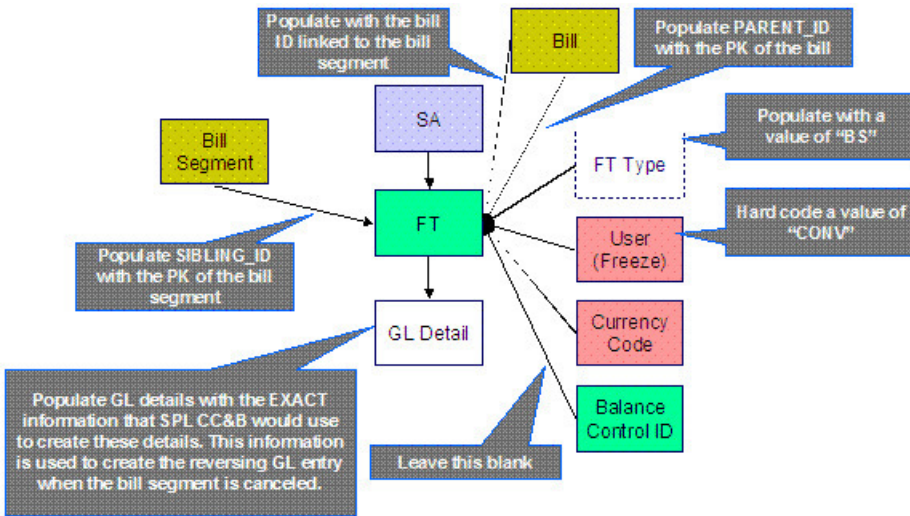 Populate with the bill
ID linked to the bill
segment
Bill
Populate PARENT_ID
with the PK of the bill
SA
Bill
Segment
Populate with a
value of “BS”
FT Type
FT
Hard code a value of
“CONV”
User
(Freeze)
Populate SIBLING_ID
with the PK of the bill
segment
GL Detail
Currency
Code
Populate GL details with the EXACT
information that SPL CC&B would use
to create these details. This information
is used to create the reversing GL entry
when the bill segment is canceled.
Leave this blank
Balance
Control ID